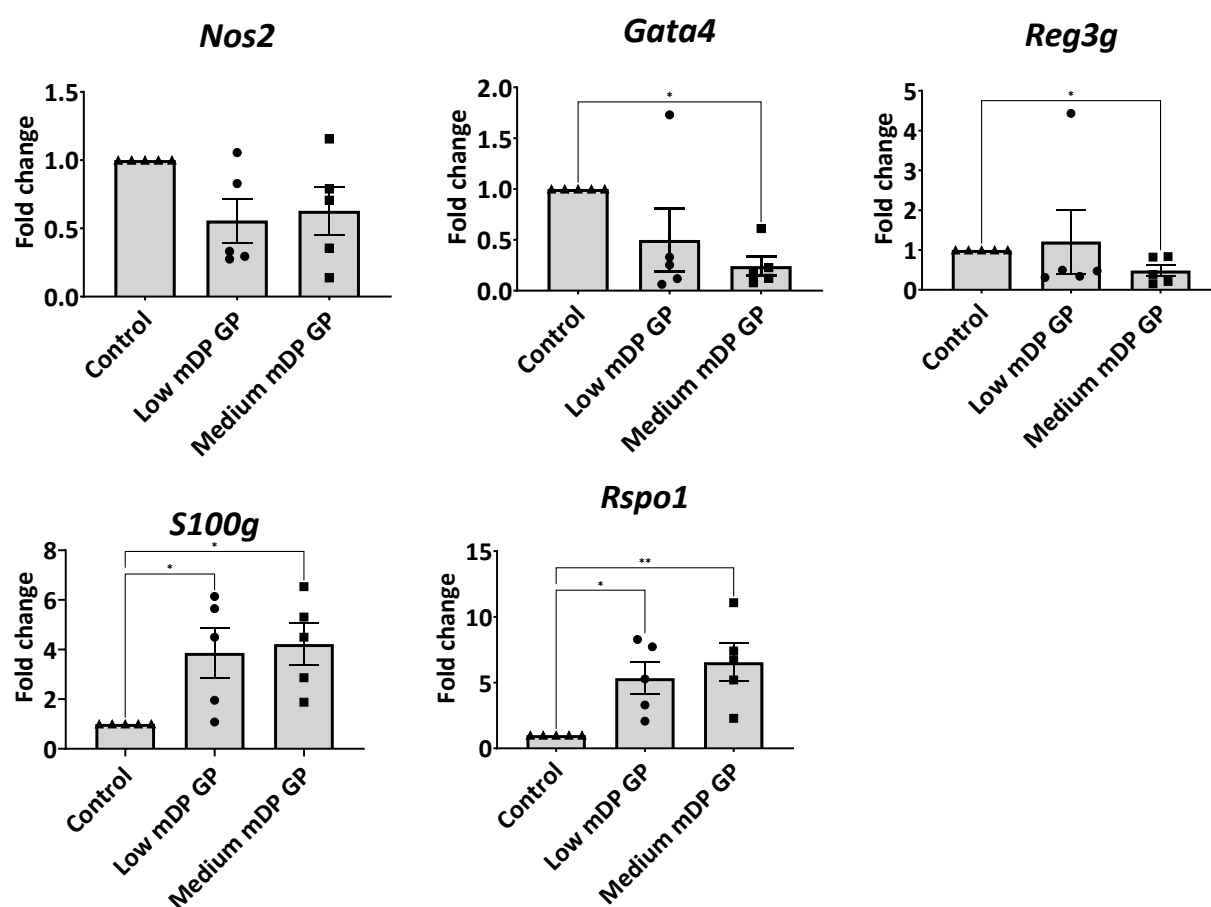 Nos2
Fold change
1.5
1.0
0.5
0.0
Control
Low mDP GP
Medium mDP GP
Gata4
Fold change
2.0
1.5
1.0
0.5
0.0
*
Control
Low mDP GP
Medium mDP GP
Reg3g
Fold change
5
4
3
2
1
0
*
Control
Low mDP GP
Medium mDP GP
S100g
Fold change
8
6
4
2
0
*
*
Control
Low mDP GP
Medium mDP GP
Rspo1
Fold change
15
10
5
0
**
*
Control
Low mDP GP
Medium mDP GP